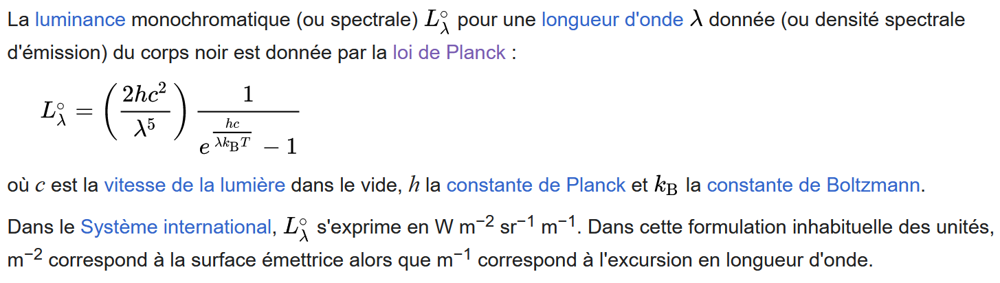 La luminance monochromatique (ou spectrale) $L_{\lambda}^{\circ}$ pour une longueur d'onde $\lambda$ donnée (ou densité spectrale
d'émission) du corps noir est donnée par la loi de Planck :
$L_{\lambda}^{\circ} = \left(\frac{2hc^2}{\lambda^5}\right) \frac{1}{e^{\frac{hc}{\lambda k_{\mathrm{B}} T}} - 1}$
où $c$ est la vitesse de la lumière dans le vide, $h$ la constante de Planck et $k_{\mathrm{B}}$ la constante de Boltzmann.
Dans le Système international, $L_{\lambda}^{\circ}$ s'exprime en W m$^{-2}$ sr$^{-1}$ m$^{-1}$. Dans cette formulation inhabituelle des unités,
m$^{-2}$ correspond à la surface émettrice alors que m$^{-1}$ correspond à l'excursion en longueur d'onde.